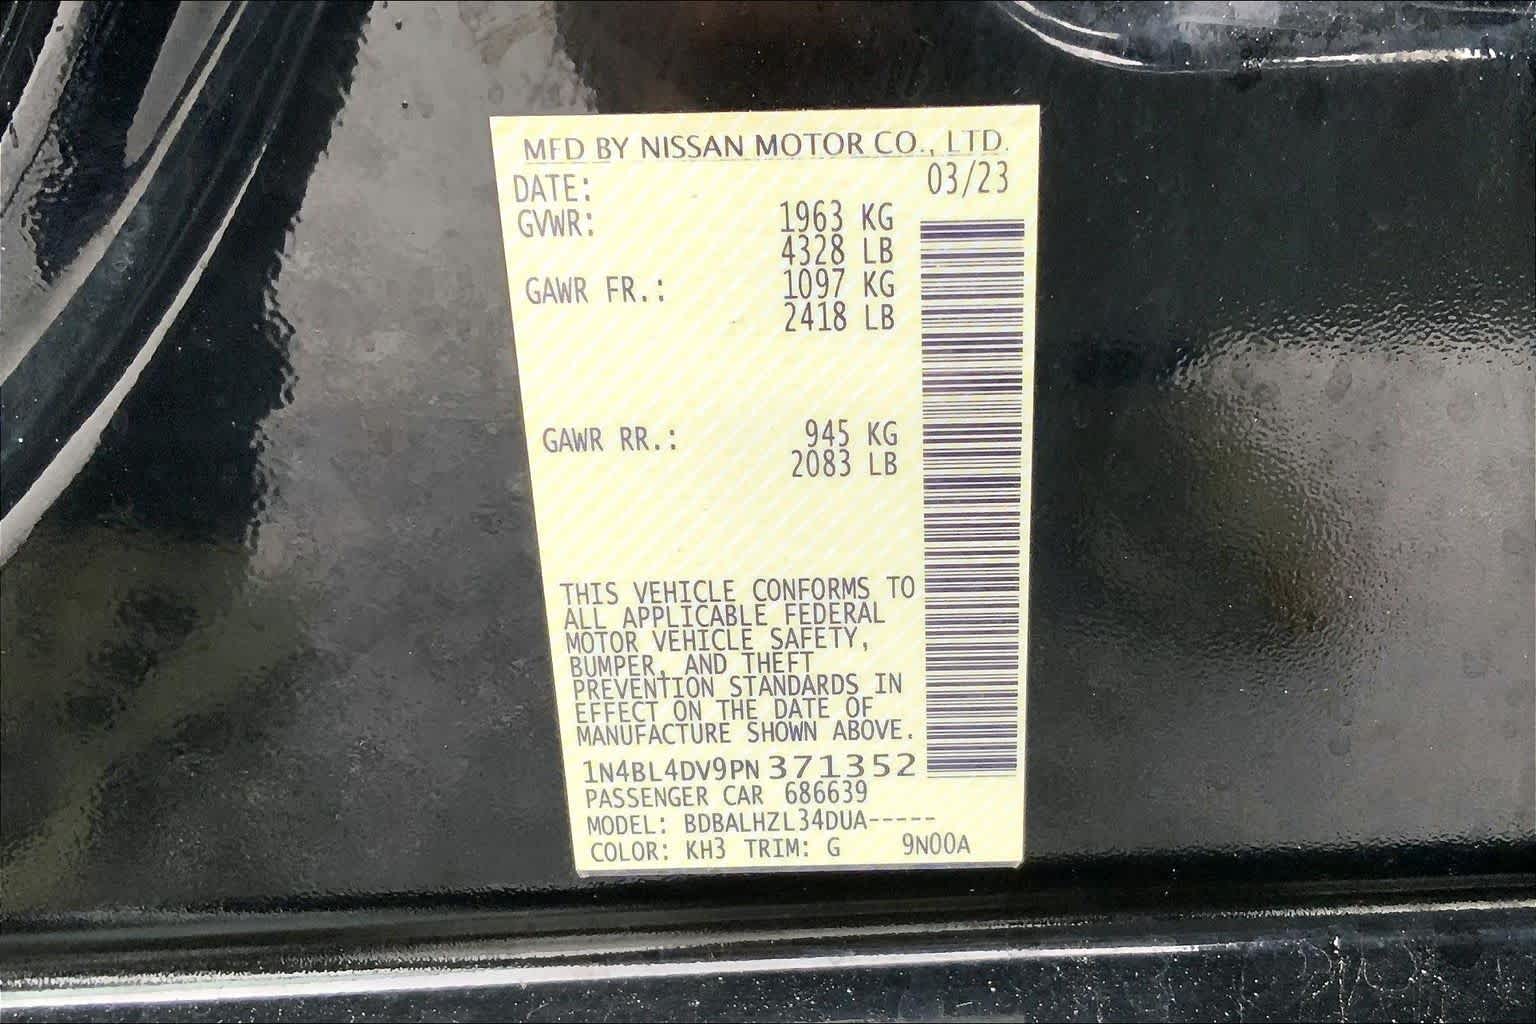 MFD BY NISSAN MOTOR CO., LTD.
DATE: 03/23
GVWR: 1963 KG
4328 LB
GAWR FR.: 1097 KG
2418 LB
GAWR RR.: 945 KG
2083 LB
THIS VEHICLE CONFORMS TO
ALL APPLICABLE FEDERAL
MOTOR VEHICLE SAFETY,
BUMPER, AND THEFT
PREVENTION STANDARDS IN
EFFECT ON THE DATE OF
MANUFACTURE SHOWN ABOVE.
1N4BL4DV9PN 371352
PASSENGER CAR 686639
MODEL: BDBALHZL34DUA-----
COLOR: KH3 TRIM: G 9N00A